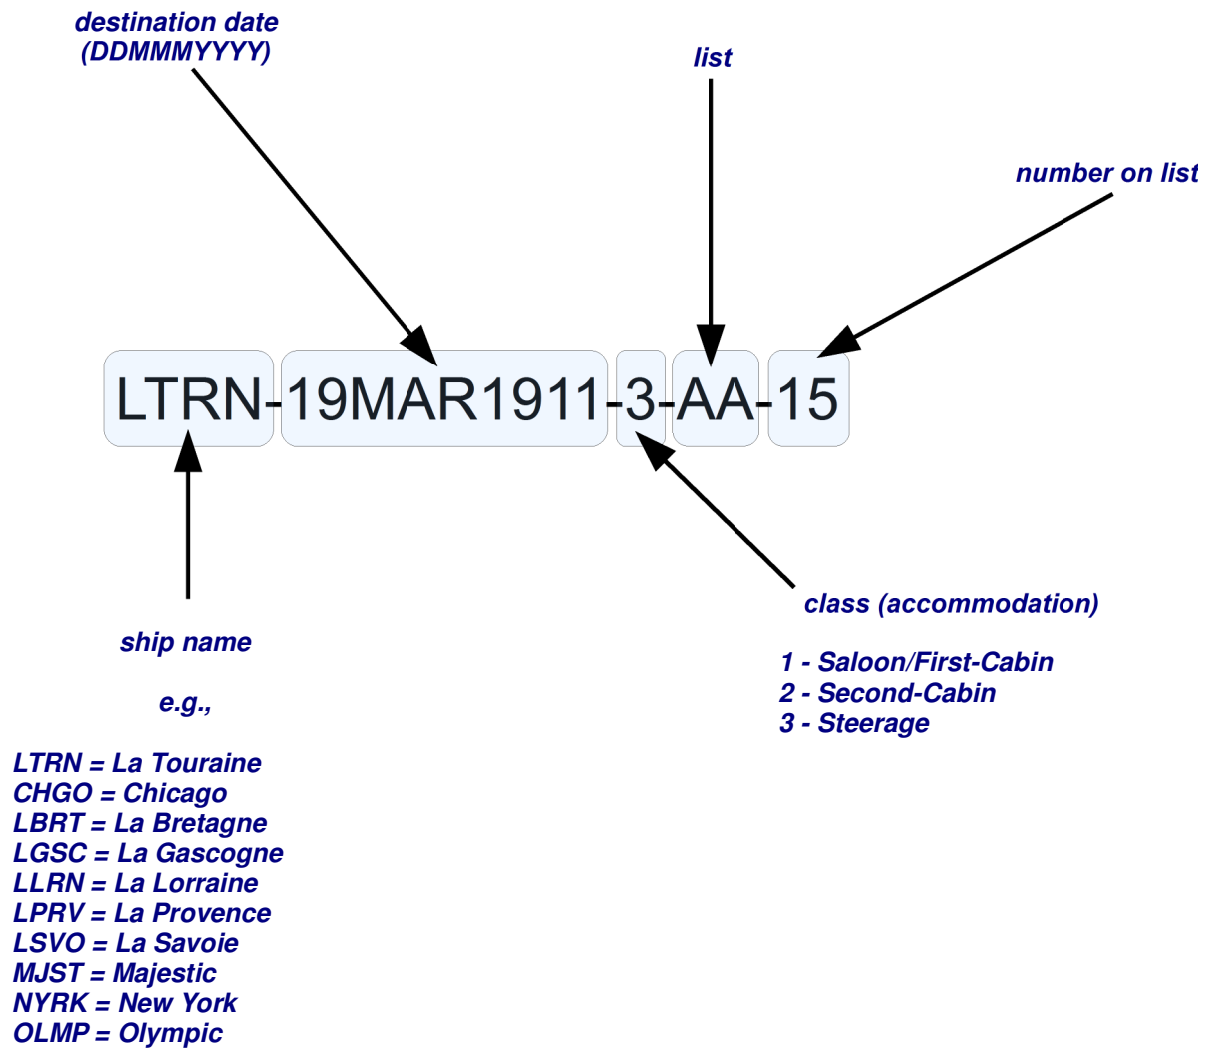 destination date
(DDMMMYYYY)
list
number on list
LTRN-19MAR1911-3-AA-15
ship name
e.g.,
LTRN = La Touraine
CHGO = Chicago
LBRT = La Bretagne
LGSC = La Gascogne
LLRN = La Lorraine
LPRV = La Provence
LSVO = La Savoie
MJST = Majestic
NYRK = New York
OLMP = Olympic
class (accommodation)
1 - Saloon/First-Cabin
2 - Second-Cabin
3 - Steerage